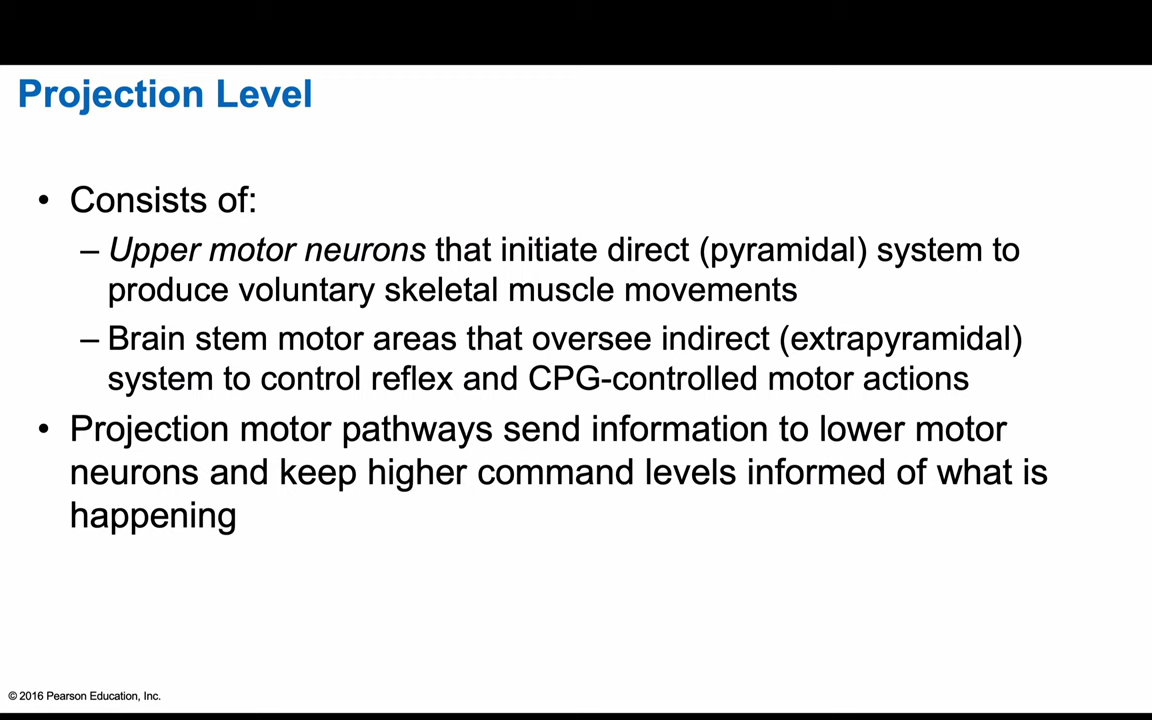 Projection Level
• Consists of:
– Upper motor neurons that initiate direct (pyramidal) system to
produce voluntary skeletal muscle movements
– Brain stem motor areas that oversee indirect (extrapyramidal)
system to control reflex and CPG-controlled motor actions
• Projection motor pathways send information to lower motor
neurons and keep higher command levels informed of what is
happening
© 2016 Pearson Education, Inc.